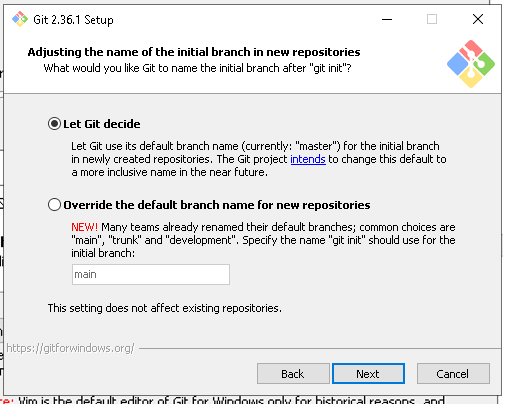 Git 2.36.1 Setup
Adjusting the name of the initial branch in new repositories
What would you like Git to name the initial branch after "git init"?
Let Git decide
Let Git use its default branch name (currently: "master") for the initial branch
in newly created repositories. The Git project intends to change this default to
a more inclusive name in the near future.
Override the default branch name for new repositories
NEW! Many teams already renamed their default branches; common choices are
"main", "trunk" and "development". Specify the name "git init" should use for the
initial branch:
main
This setting does not affect existing repositories.
https://gitforwindows.org/
Back
Next
Cancel
Vim is the default editor of Git for Windows only for historical reasons, and